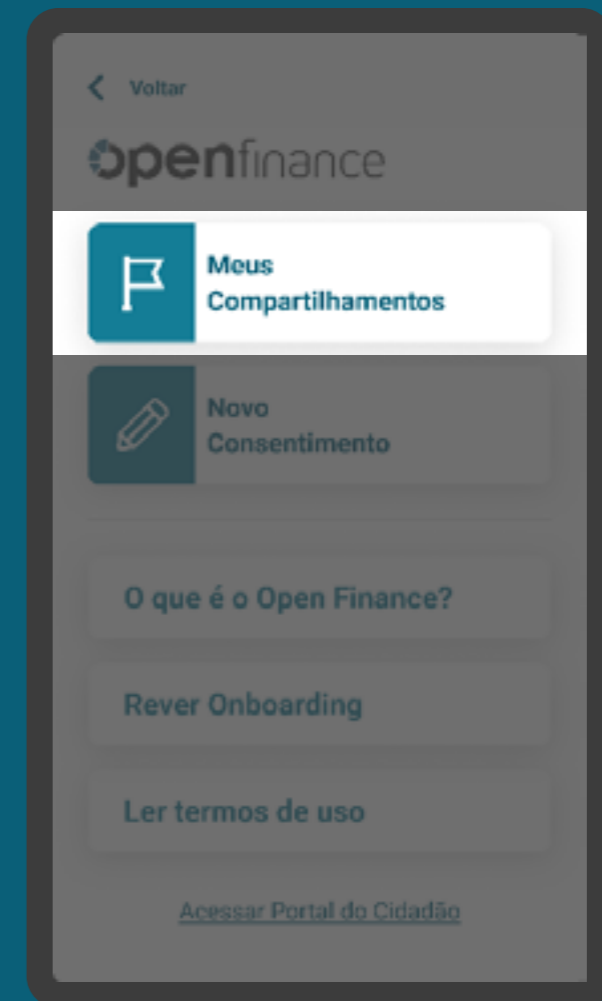 Voltar
openfinance
Meus
Compartilhamentos
Novo
Consentimento
O que é o Open Finance?
Rever Onboarding
Ler termos de uso
Acessar Portal do Cidadão